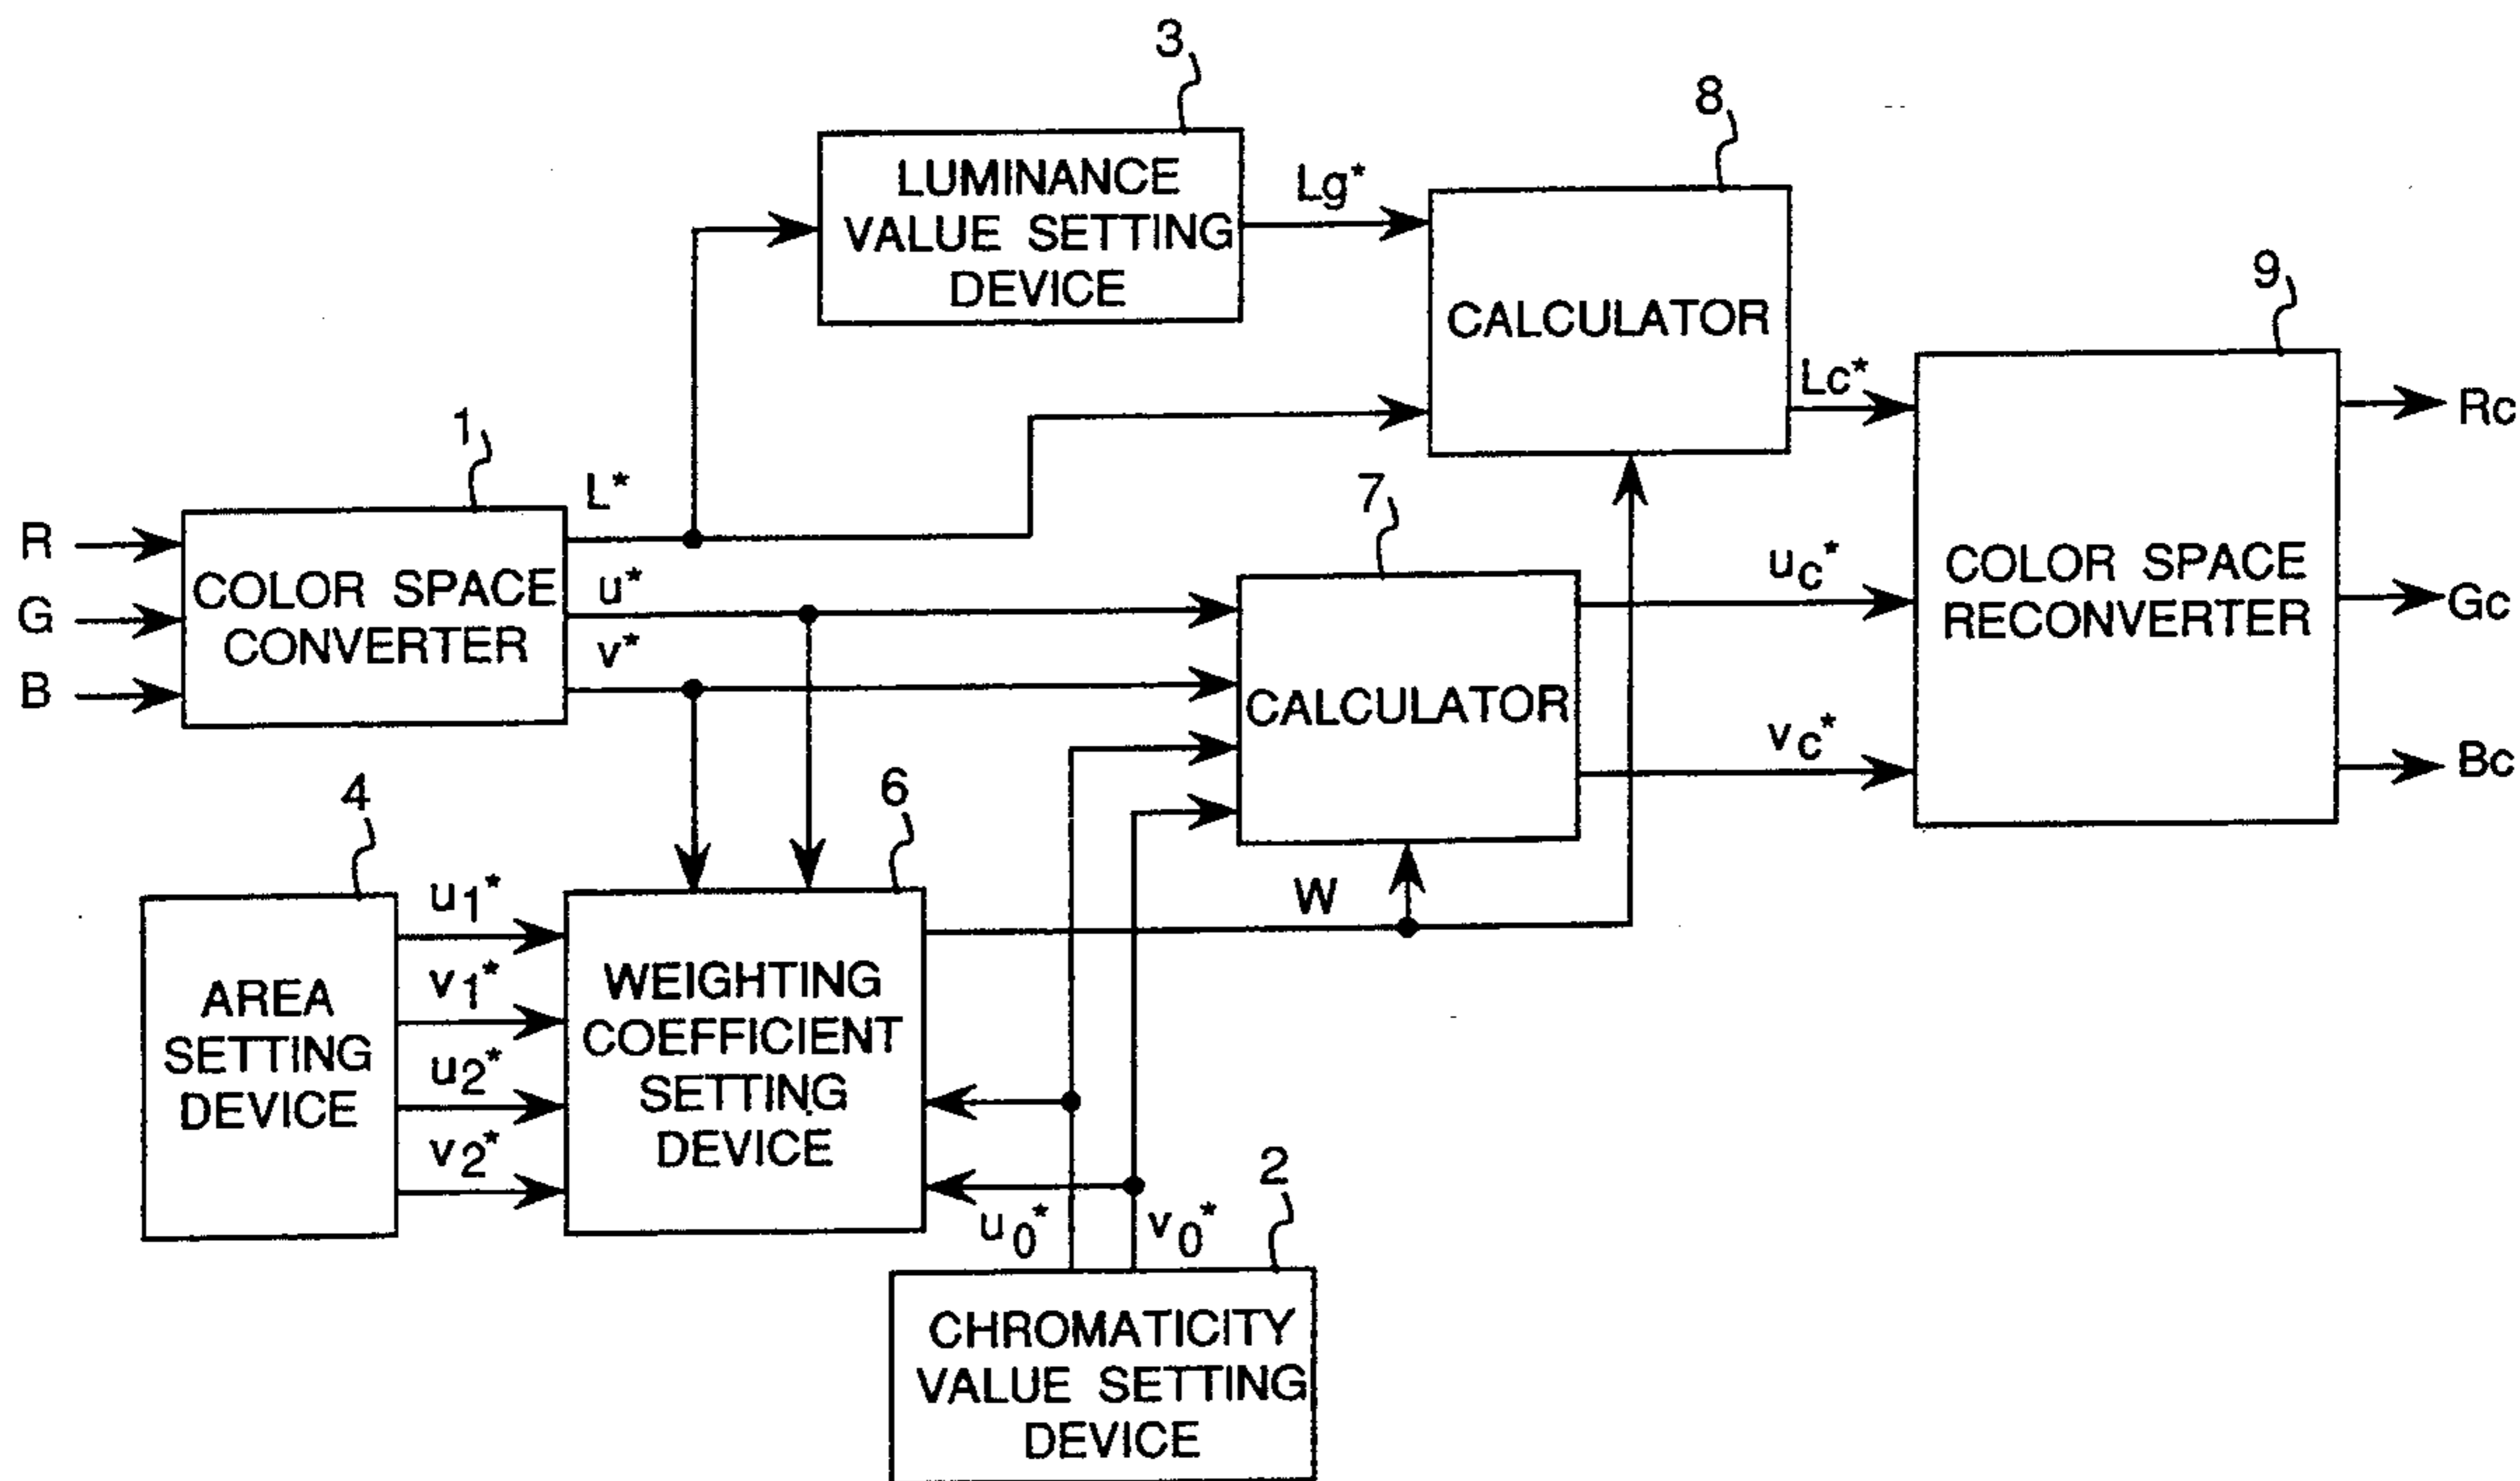 3
LUMINANCE
VALUE SETTING
DEVICE
Lg*
8
CALCULATOR
Lc*
9
COLOR SPACE
RECONVERTER
Rc
Gc
Bc
1
R
G
B
COLOR SPACE
CONVERTER
L*
u*
v*
7
CALCULATOR
uc*
vc*
4
AREA
SETTING
DEVICE
u1*
v1*
u2*
v2*
6
WEIGHTING
COEFFICIENT
SETTING
DEVICE
W
u0*
v0*
2
CHROMATICITY
VALUE SETTING
DEVICE